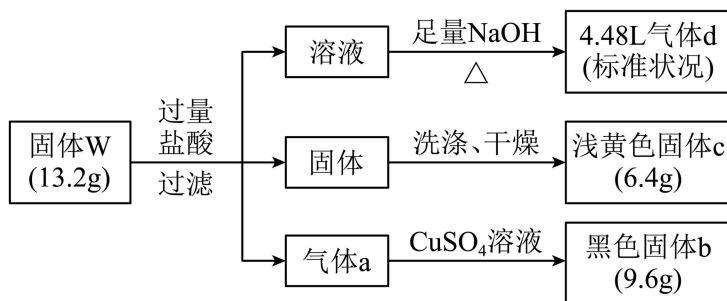 固体W
(13.2g)
过量
盐酸
过滤
溶液
足量NaOH
△
4.48L气体d
(标准状况)
固体
洗涤、干燥
浅黄色固体c
(6.4g)
气体a
CuSO₄溶液
黑色固体b
(9.6g)